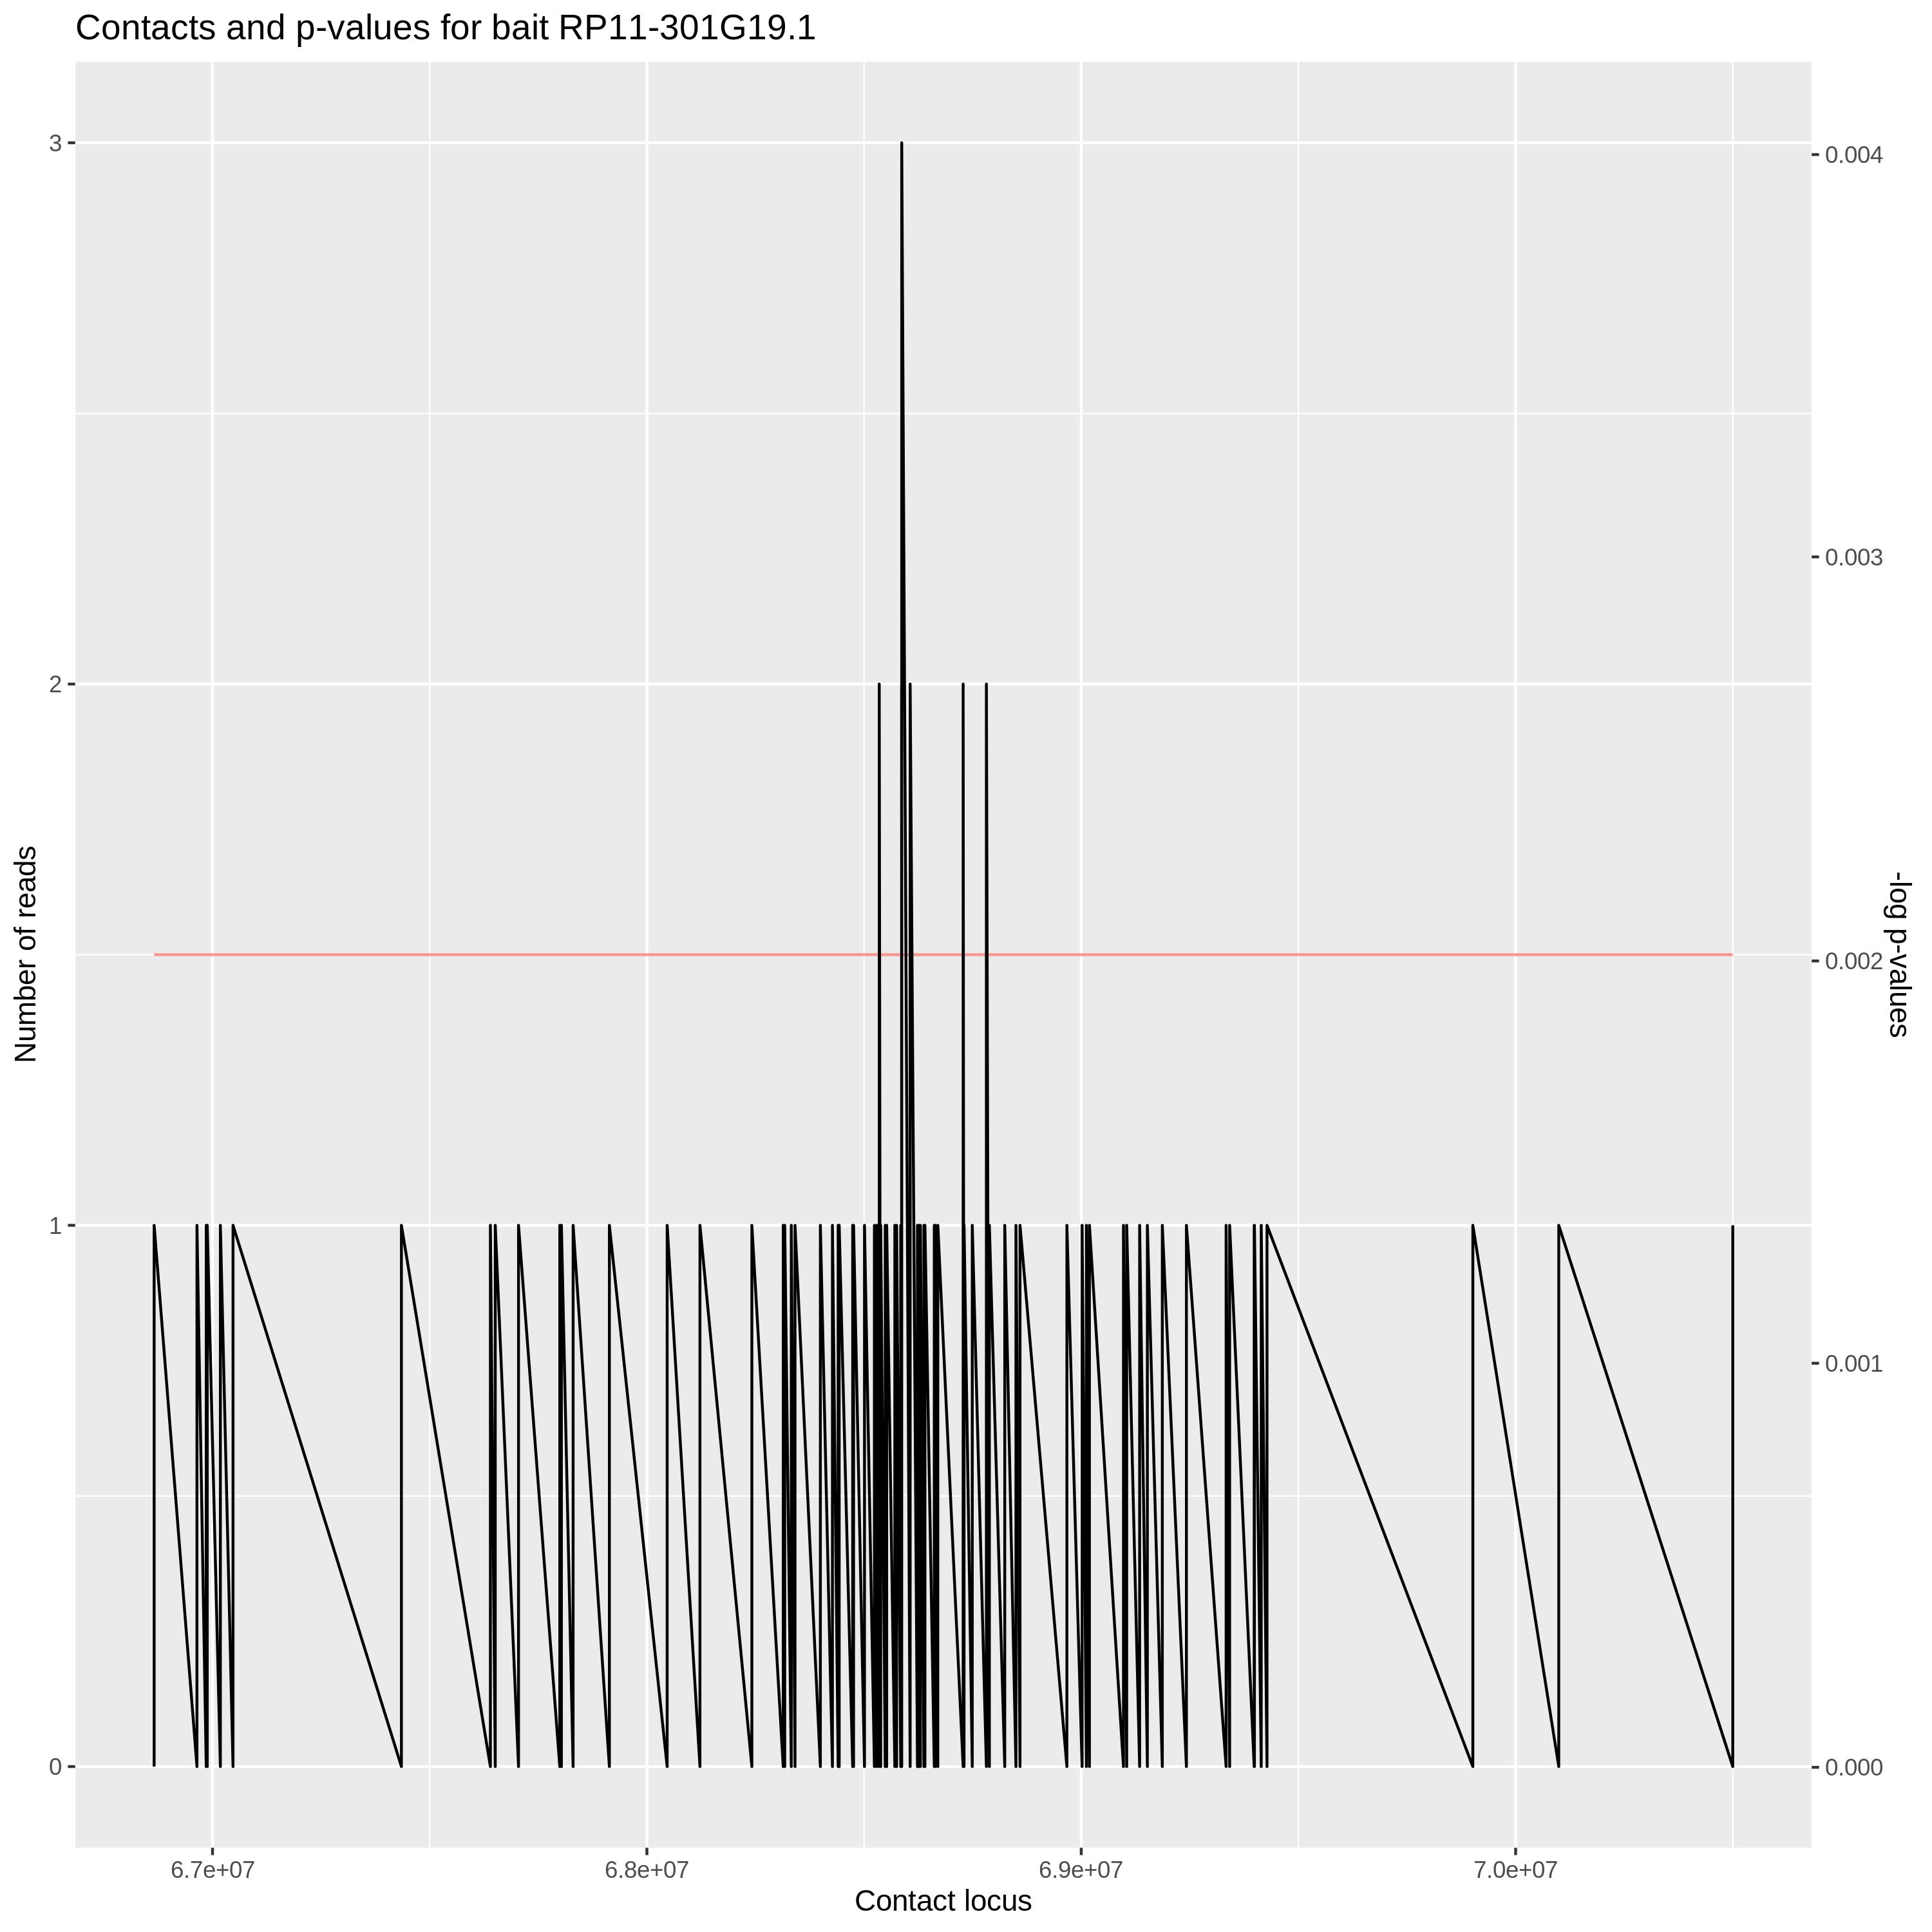 Contacts and p-values for bait RP11-301G19.1
3
2
1
0
Number of reads
0.004
0.003
0.002
0.001
0.000
-log p-values
6.7e+07
6.8e+07
6.9e+07
7.0e+07
Contact locus